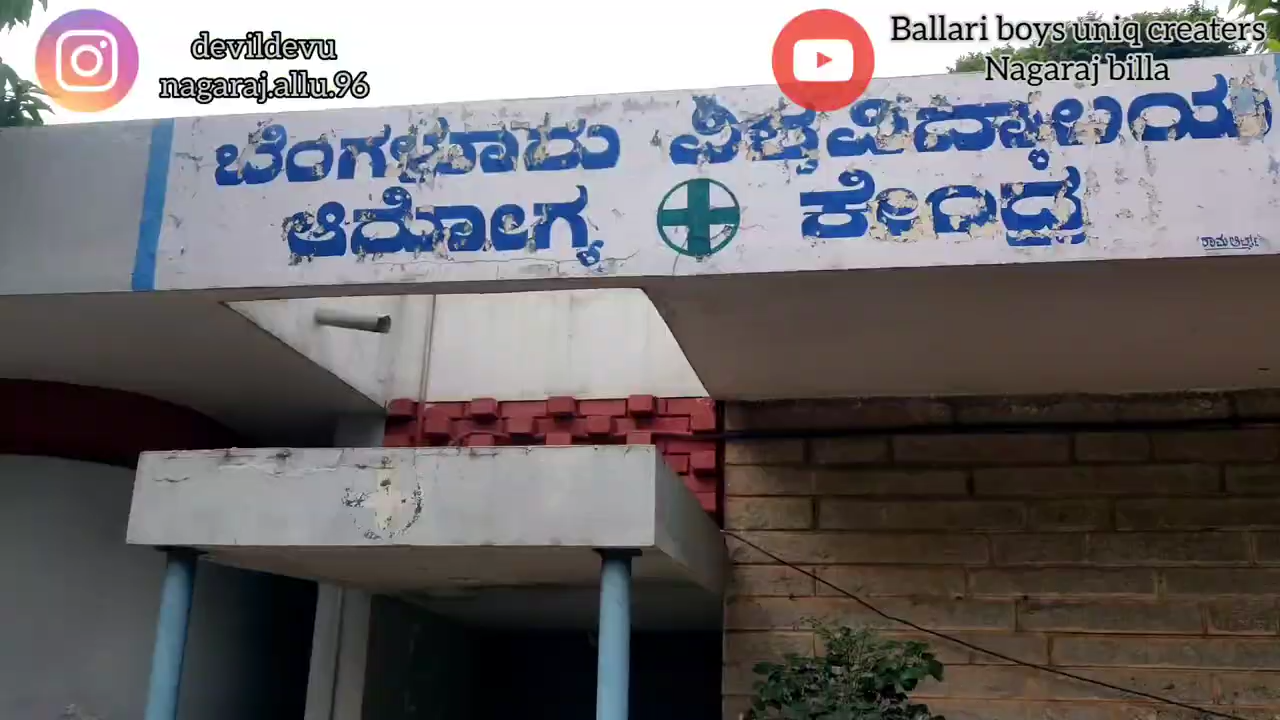 devildevu
nagaraj.allu.96
Ballari boys uniq creaters
Nagaraj billa
ಬೆಂಗಳೂರು ವಿಶ್ವವಿದ್ಯಾಲಯ
ಆರೋಗ್ಯ ಕೇಂದ್ರ